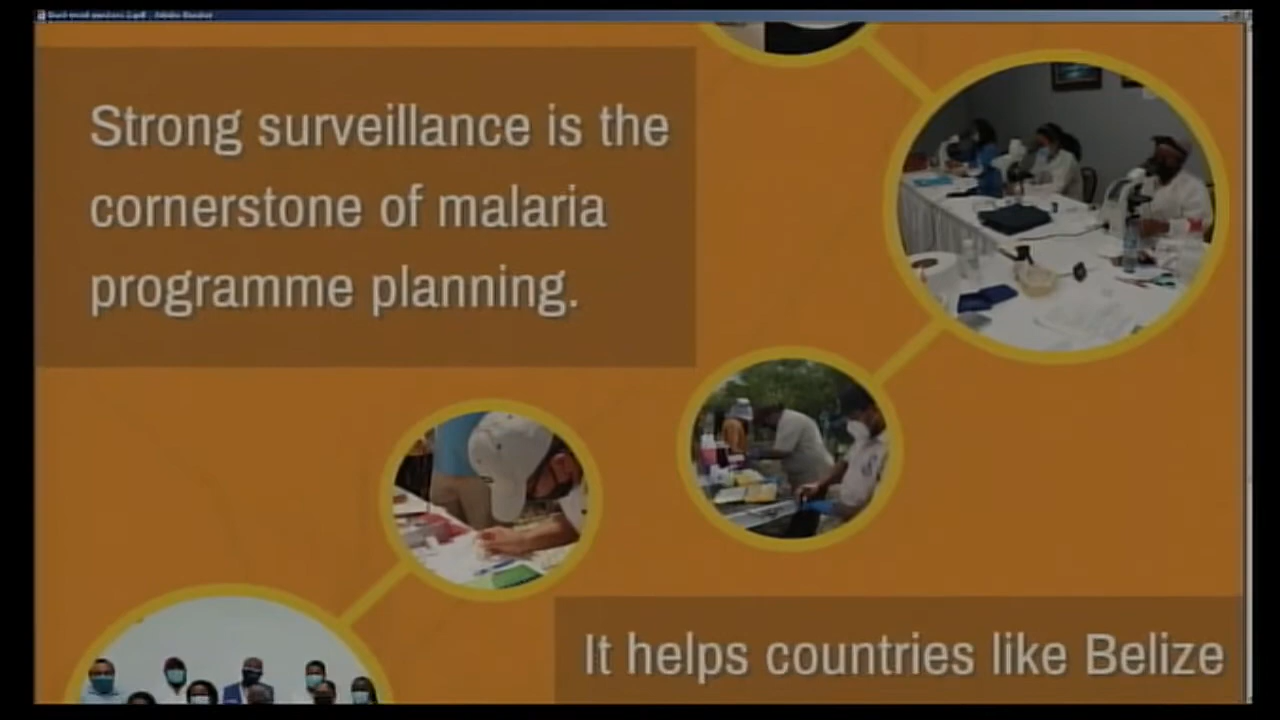 Strong surveillance is the
cornerstone of malaria
programme planning.
It helps countries like Belize